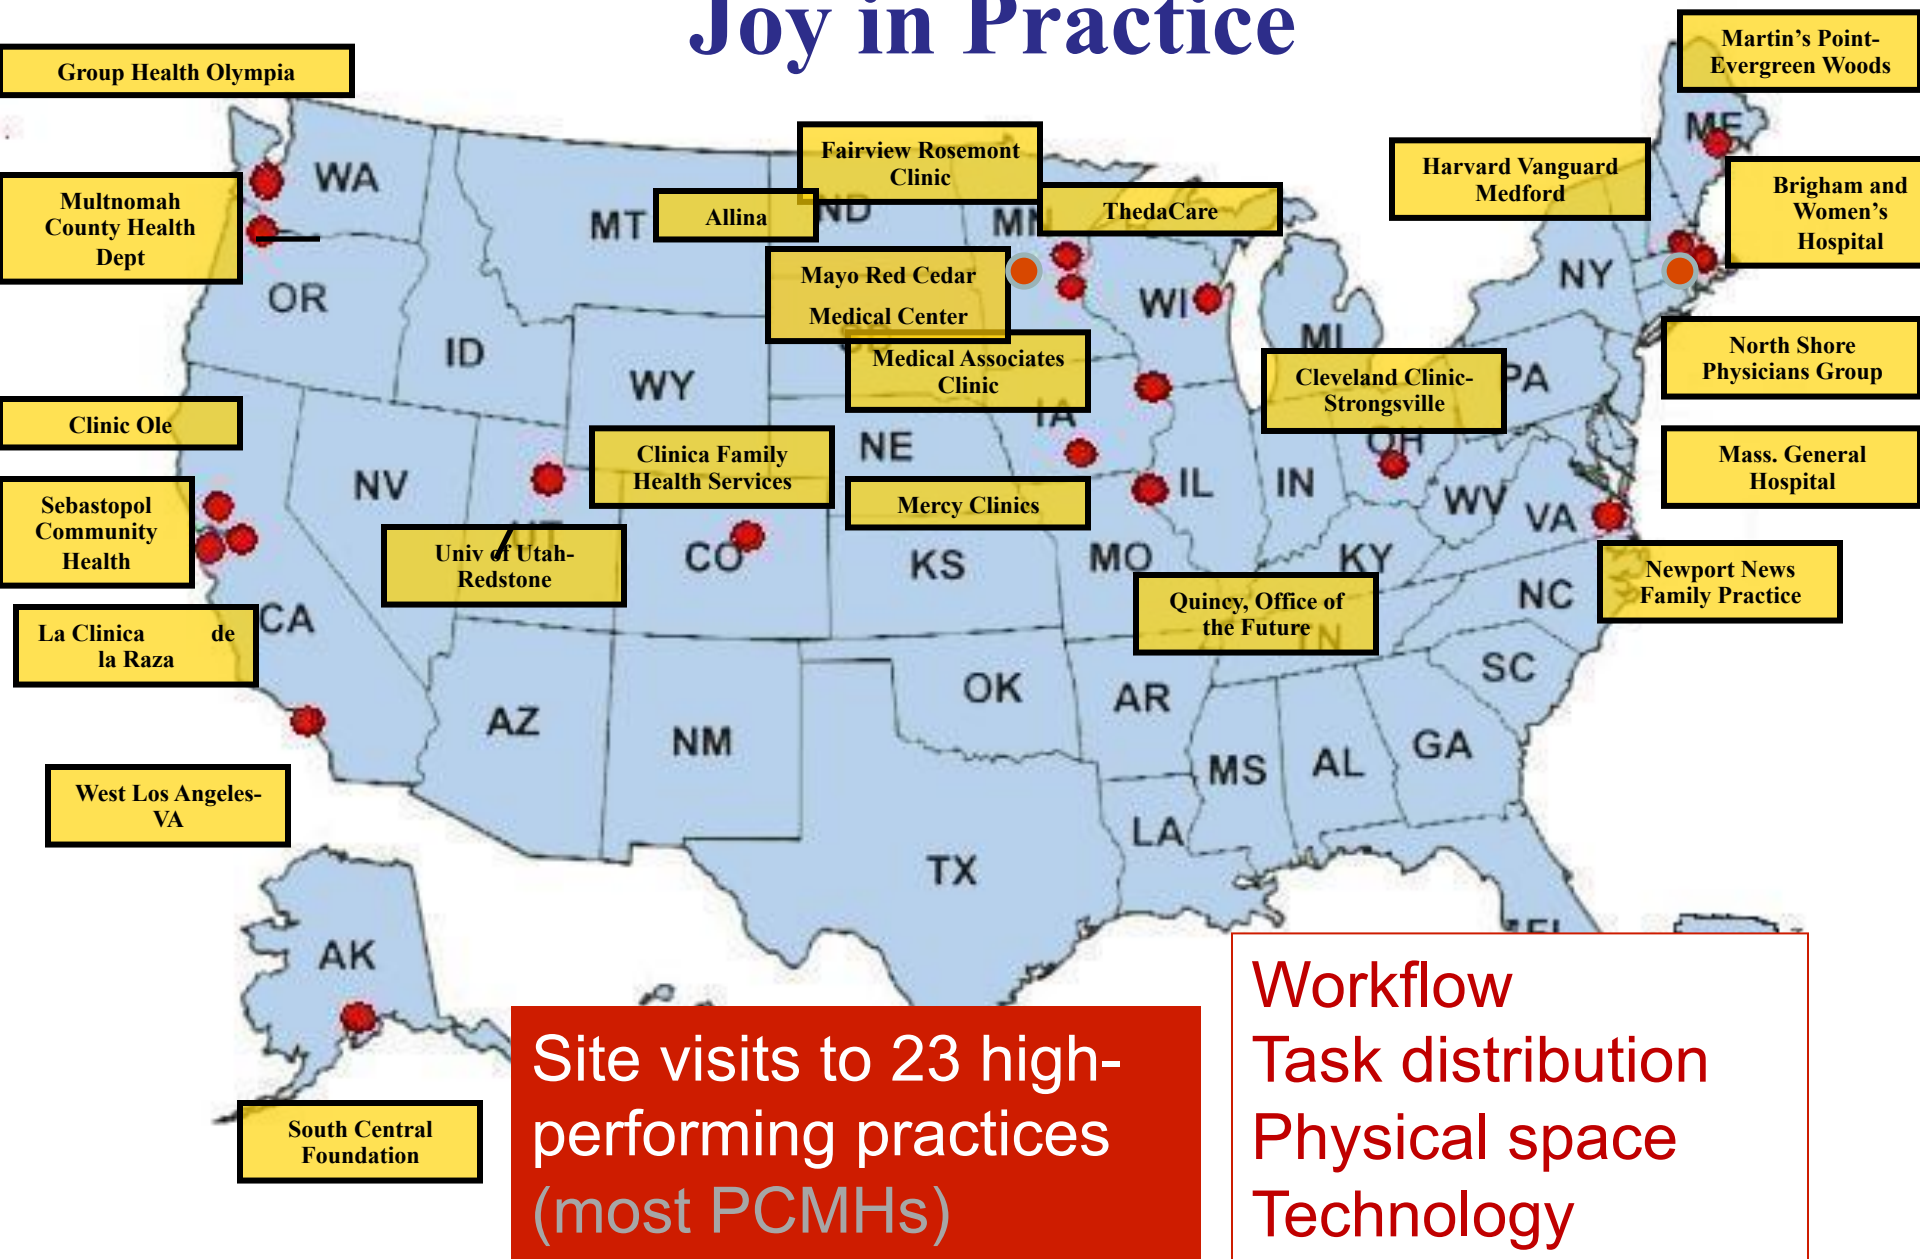 Joy in Practice
Group Health Olympia
Martin’s Point-
Evergreen Woods
Multnomah
County Health
Dept
Fairview Rosemont
Clinic
Allina
ThedaCare
Harvard Vanguard
Medford
Brigham and
Women’s
Hospital
Mayo Red Cedar
Medical Center
Medical Associates
Clinic
Cleveland Clinic-
Strongsville
North Shore
Physicians Group
Clinic Ole
Clinica Family
Health Services
Mercy Clinics
Mass. General
Hospital
Sebastopol
Community
Health
Univ of Utah-
Redstone
Newport News
Family Practice
Quincy, Office of
the Future
La Clinica de
la Raza
West Los Angeles-
VA
South Central
Foundation
WA
MT
ND
MN
ME
OR
ID
WY
SD
WI
MI
NY
PA
NV
UT
CO
NE
IA
IL
IN
OH
WV
VA
CA
KS
MO
KY
NC
TN
AZ
NM
OK
AR
SC
MS
AL
GA
TX
LA
FL
AK
Site visits to 23 high-
performing practices
(most PCMHs)
Workflow
Task distribution
Physical space
Technology